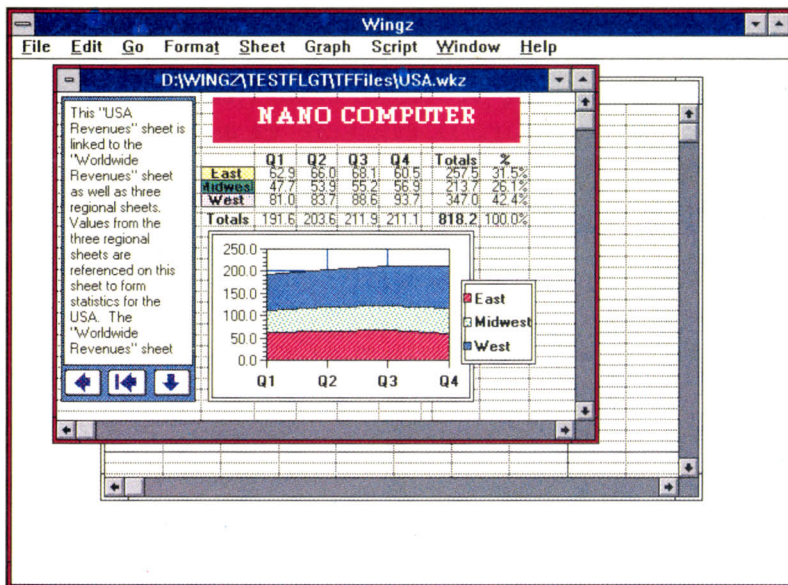 Wingz
File Edit Go Format Sheet Graph Script Window Help
D:\WINGZ\TESTFLGT\TFFiles\USA.wkz
This "USA
Revenues" sheet is
linked to the
"Worldwide
Revenues" sheet
as well as three
regional sheets.
Values from the
three regional
sheets are
referenced on this
sheet to form
statistics for the
USA. The
"Worldwide
Revenues" sheet
NANO COMPUTER
Q1 Q2 Q3 Q4 Totals %
East 62.9 66.0 68.1 60.5 257.5 31.5%
Midwes 47.7 53.9 55.2 56.9 213.7 26.1%
West 81.0 83.7 88.6 93.7 347.0 42.4%
Totals 191.6 203.6 211.9 211.1 818.2 100.0%
250.0
200.0
150.0
100.0
50.0
0.0
Q1 Q2 Q3 Q4
East
Midwest
West